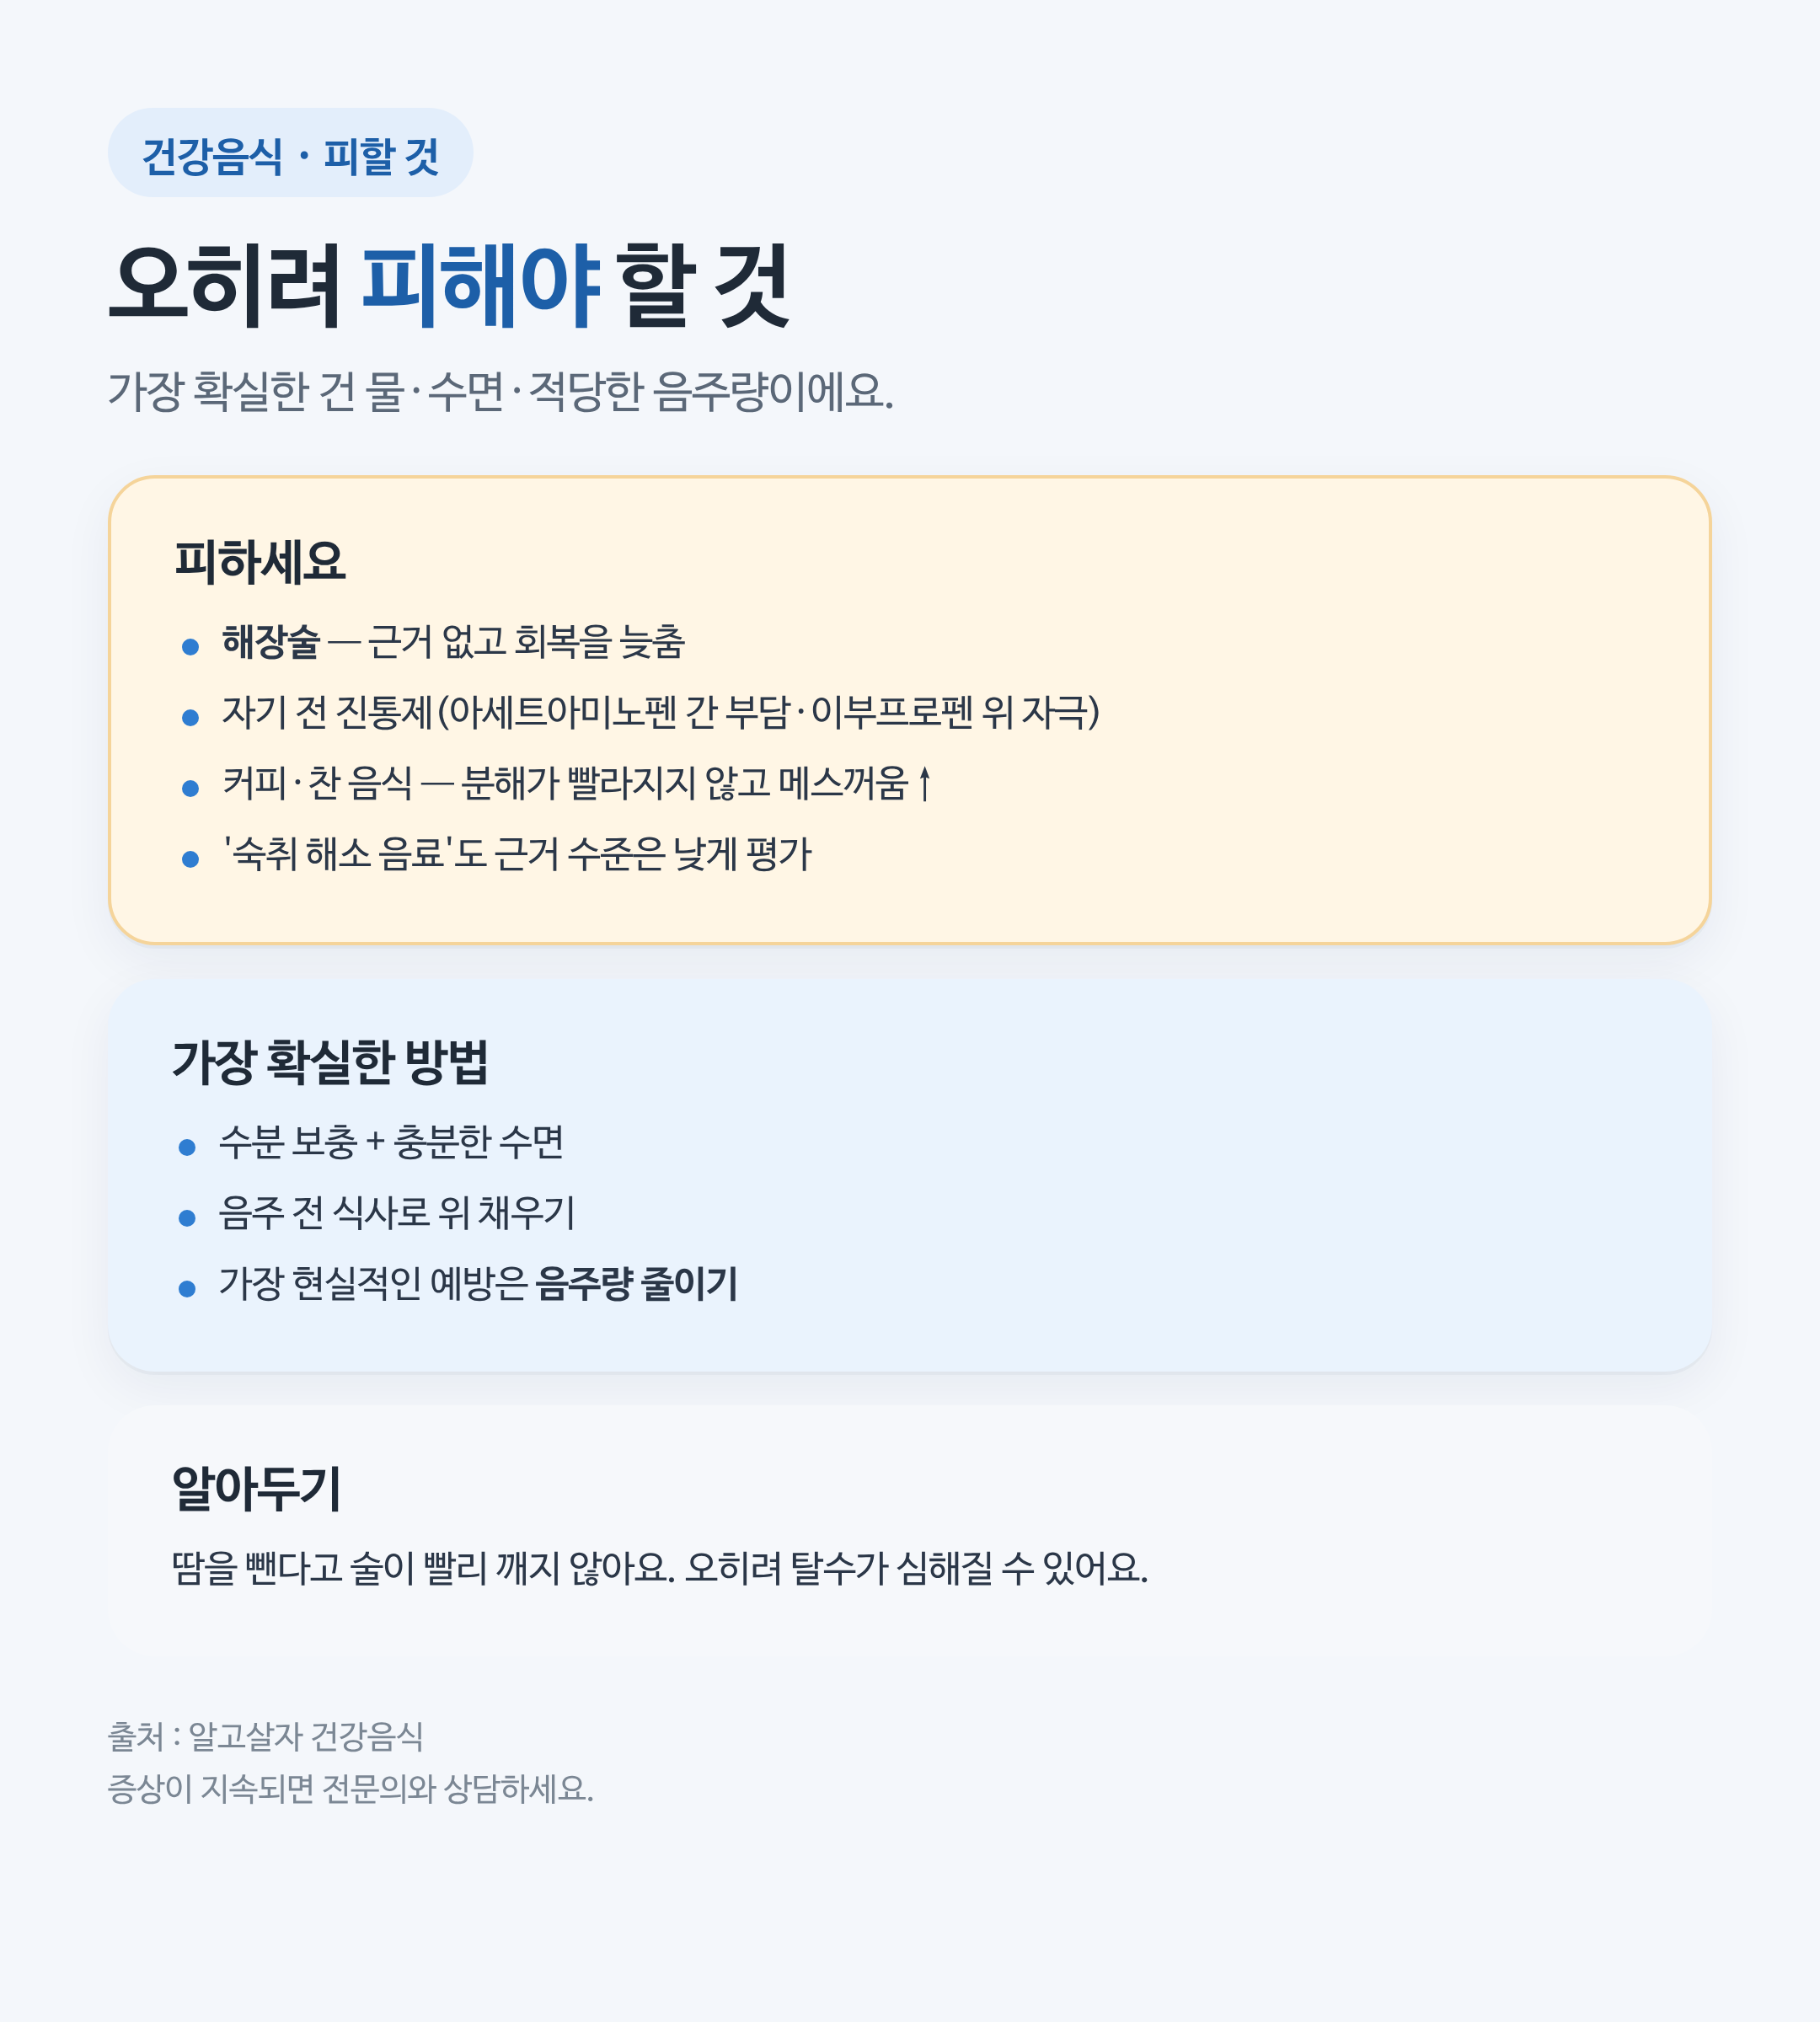 건강음식 · 피할 것
오히려 피해야 할 것
가장 확실한 건 물·수면·적당한 음주량이에요.
피하세요
해장술 — 근거 없고 회복을 늦춤
자기 전 진통제(아세트아미노펜 간 부담·이부프로펜 위 자극)
커피·찬 음식 — 분해가 빨라지지 않고 메스꺼움↑
'숙취 해소 음료'도 근거 수준은 낮게 평가
가장 확실한 방법
수분 보충 + 충분한 수면
음주 전 식사로 위 채우기
가장 현실적인 예방은 음주량 줄이기
알아두기
땀을 뺀다고 술이 빨리 깨지 않아요. 오히려 탈수가 심해질 수 있어요.
출처 : 알고살자 건강음식
증상이 지속되면 전문의와 상담하세요.